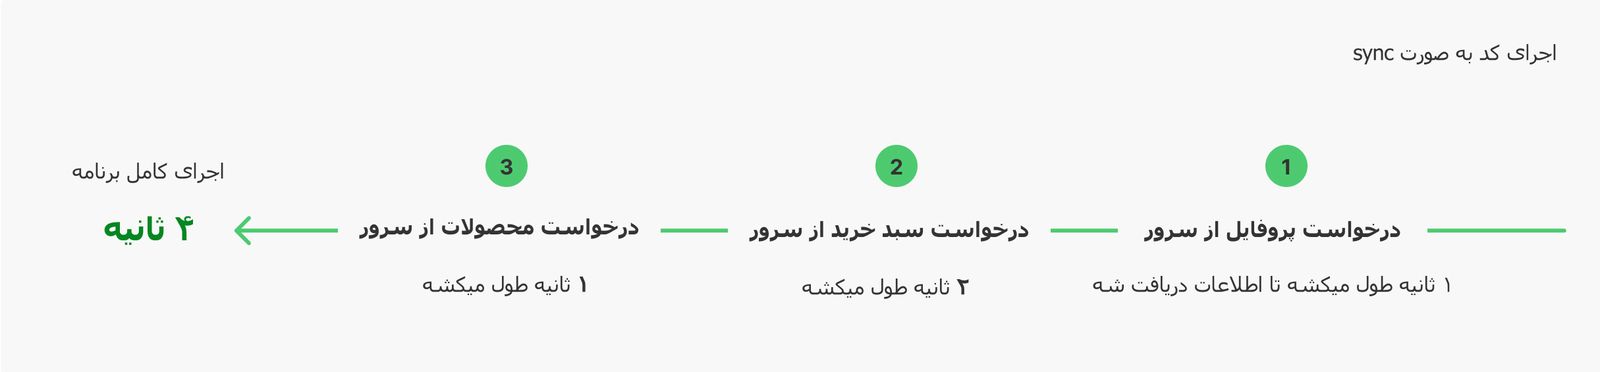 اجرای کد به صورت sync
1
درخواست پروفایل از سرور
۱ ثانیه طول میکشه تا اطلاعات دریافت شه
2
درخواست سبد خرید از سرور
۲ ثانیه طول میکشه
3
درخواست محصولات از سرور
۱ ثانیه طول میکشه
اجرای کامل برنامه
۴ ثانیه